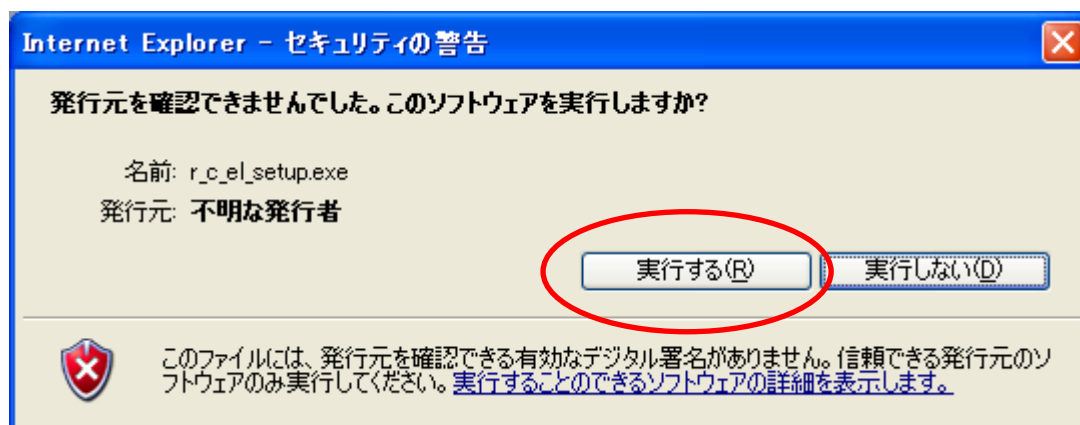 Internet Explorer - セキュリティの警告
発行元を確認できませんでした。このソフトウェアを実行しますか?
名前: r_c_el_setup.exe
発行元: 不明な発行者
実行する(R) 実行しない(D)
このファイルには、発行元を確認できる有効なデジタル署名がありません。信頼できる発行元のソ
フトウェアのみ実行してください。実行することのできるソフトウェアの詳細を表示します。